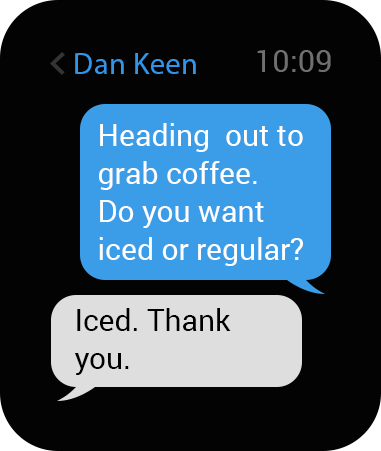 Dan Keen
10:09
Heading  out to
grab coffee.
Do you want
iced or regular?
Iced. Thank
you.